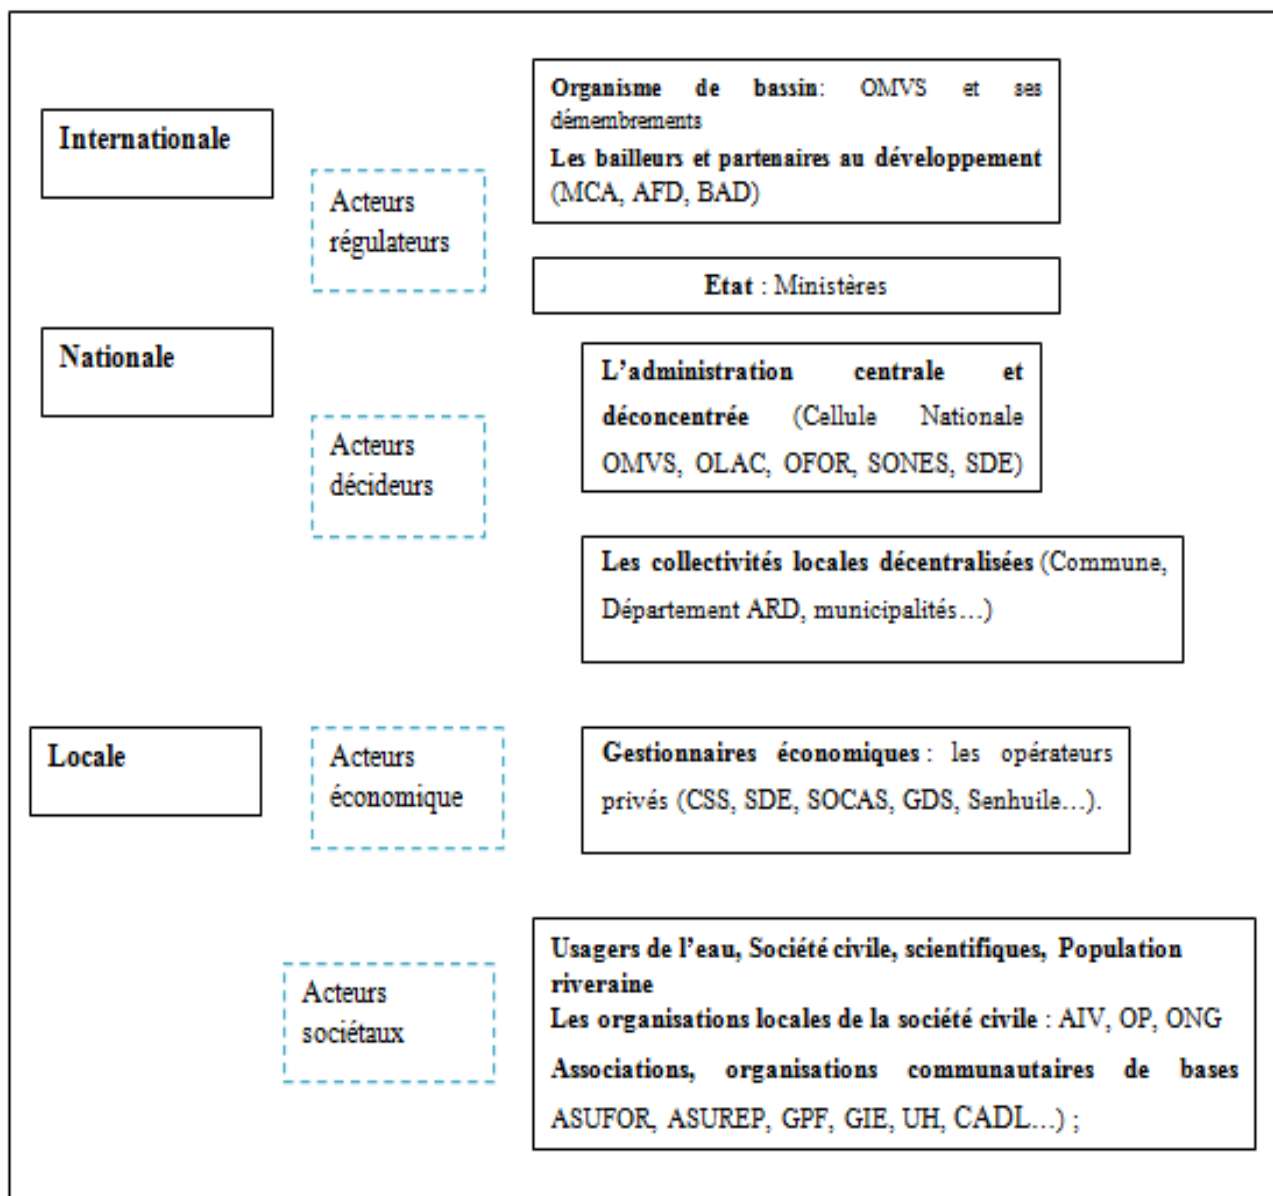 Internationale
Acteurs
régulateurs
Organisme de bassin: OMVS et ses
démembrements
Les bailleurs et partenaires au développement
(MCA, AFD, BAD)
Etat : Ministères
Nationale
Acteurs
décideurs
L’administration centrale et
déconcentrée (Cellule Nationale
OMVS, OLAC, OFOR, SONES, SDE)
Les collectivités locales décentralisées (Commune,
Département ARD, municipalités…)
Locale
Acteurs
économique
Gestionnaires économiques : les opérateurs
privés (CSS, SDE, SOCAS, GDS, Senhuile…).
Acteurs
sociétaux
Usagers de l’eau, Société civile, scientifiques, Population
riveraine
Les organisations locales de la société civile : AIV, OP, ONG
Associations, organisations communautaires de bases
ASUFOR, ASUREP, GPF, GIE, UH, CADL…) ;